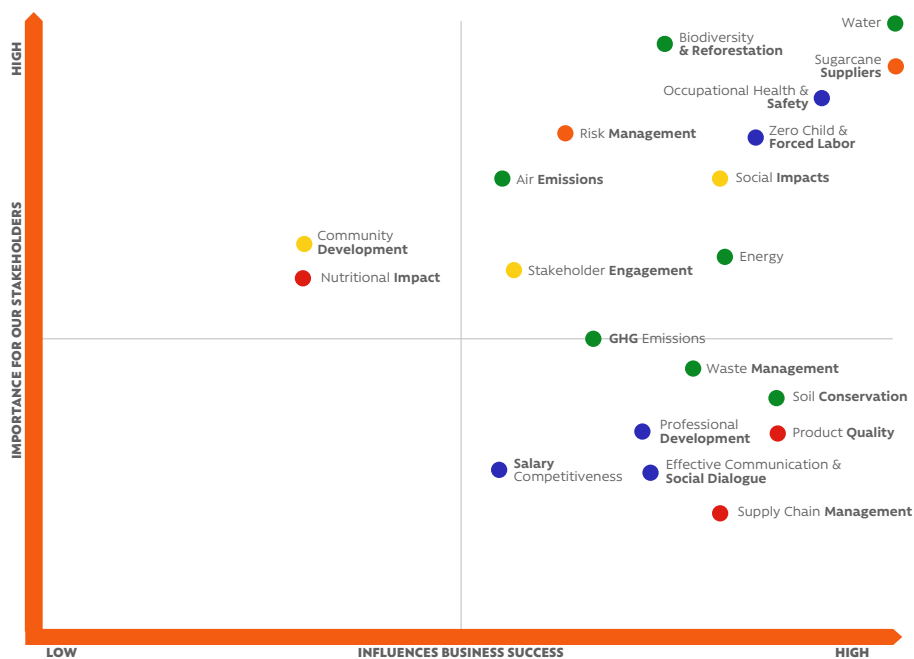 HIGH
IMPORTANCE FOR OUR STAKEHOLDERS
Water
Biodiversity
& Reforestation
Sugarcane
Suppliers
Occupational Health &
Safety
Risk Management
Zero Child &
Forced Labor
Air Emissions
Social Impacts
Community
Development
Energy
Stakeholder Engagement
Nutritional Impact
GHG Emissions
Waste Management
Soil Conservation
Professional
Development
Product Quality
Salary
Competitiveness
Effective Communication &
Social Dialogue
Supply Chain Management
LOW
INFLUENCES BUSINESS SUCCESS
HIGH